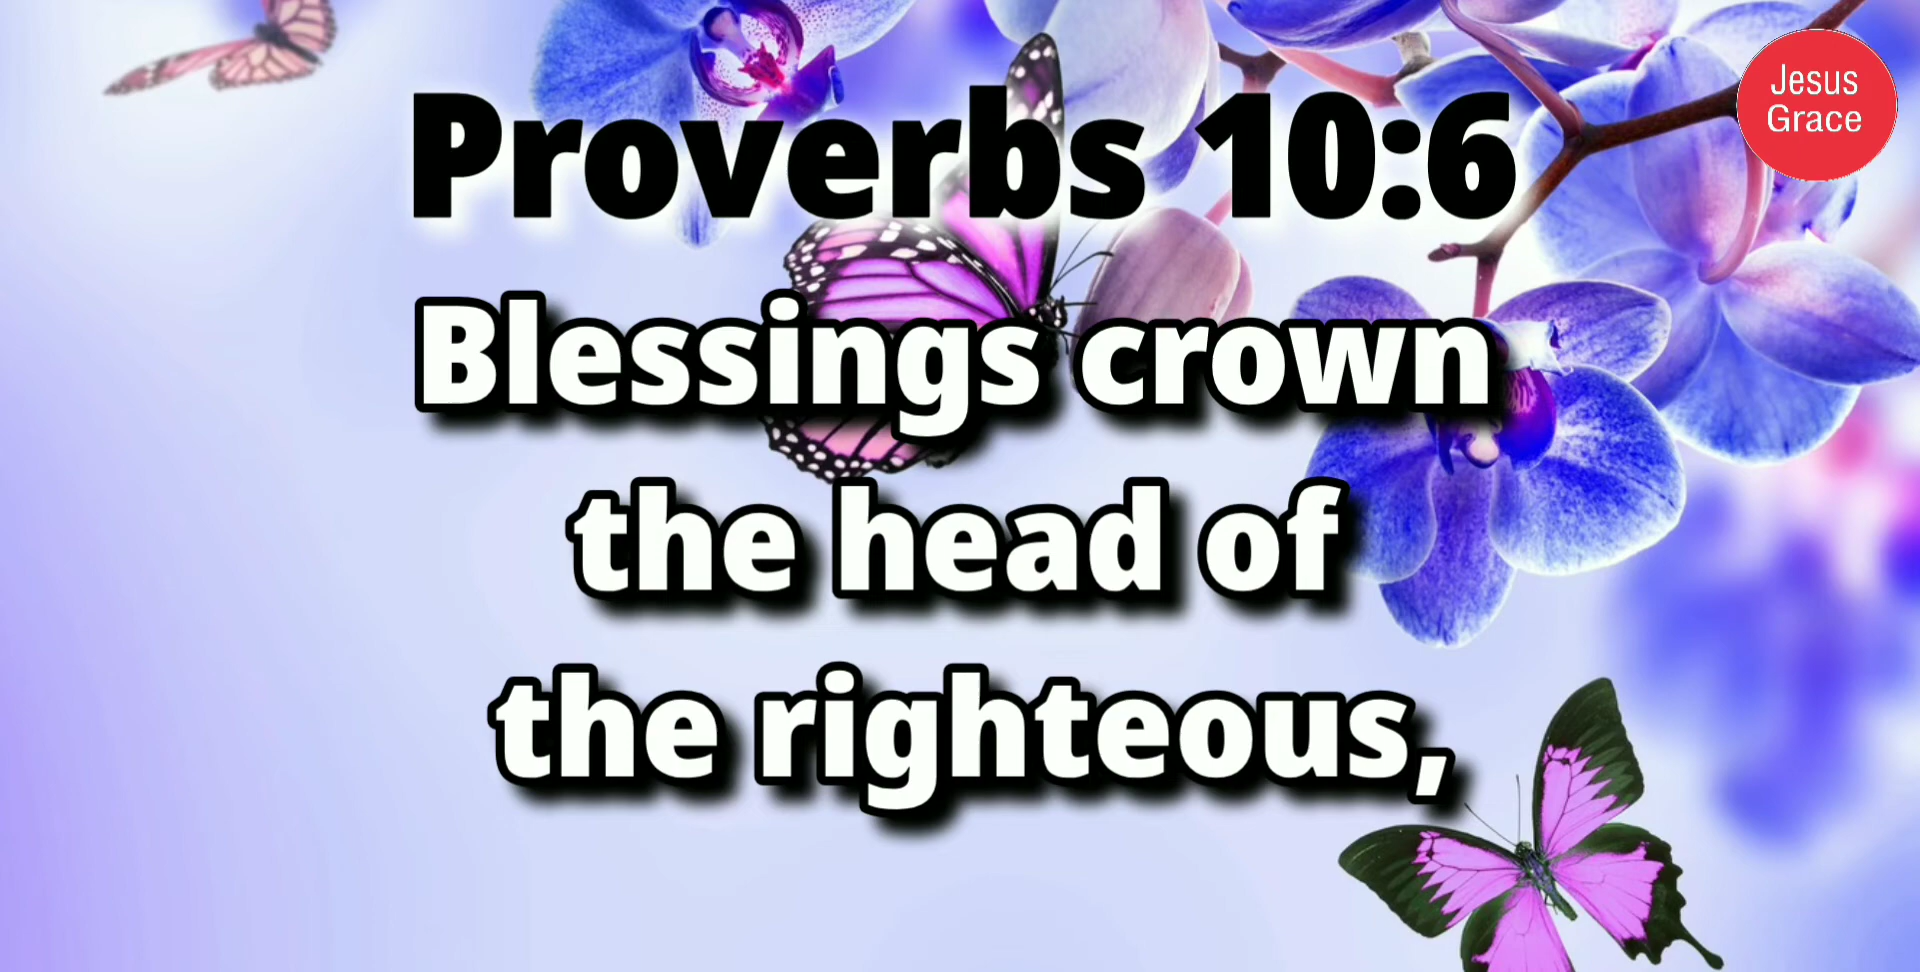 Proverbs 10:6
Jesus
Grace
Blessings crown
the head of
the righteous,